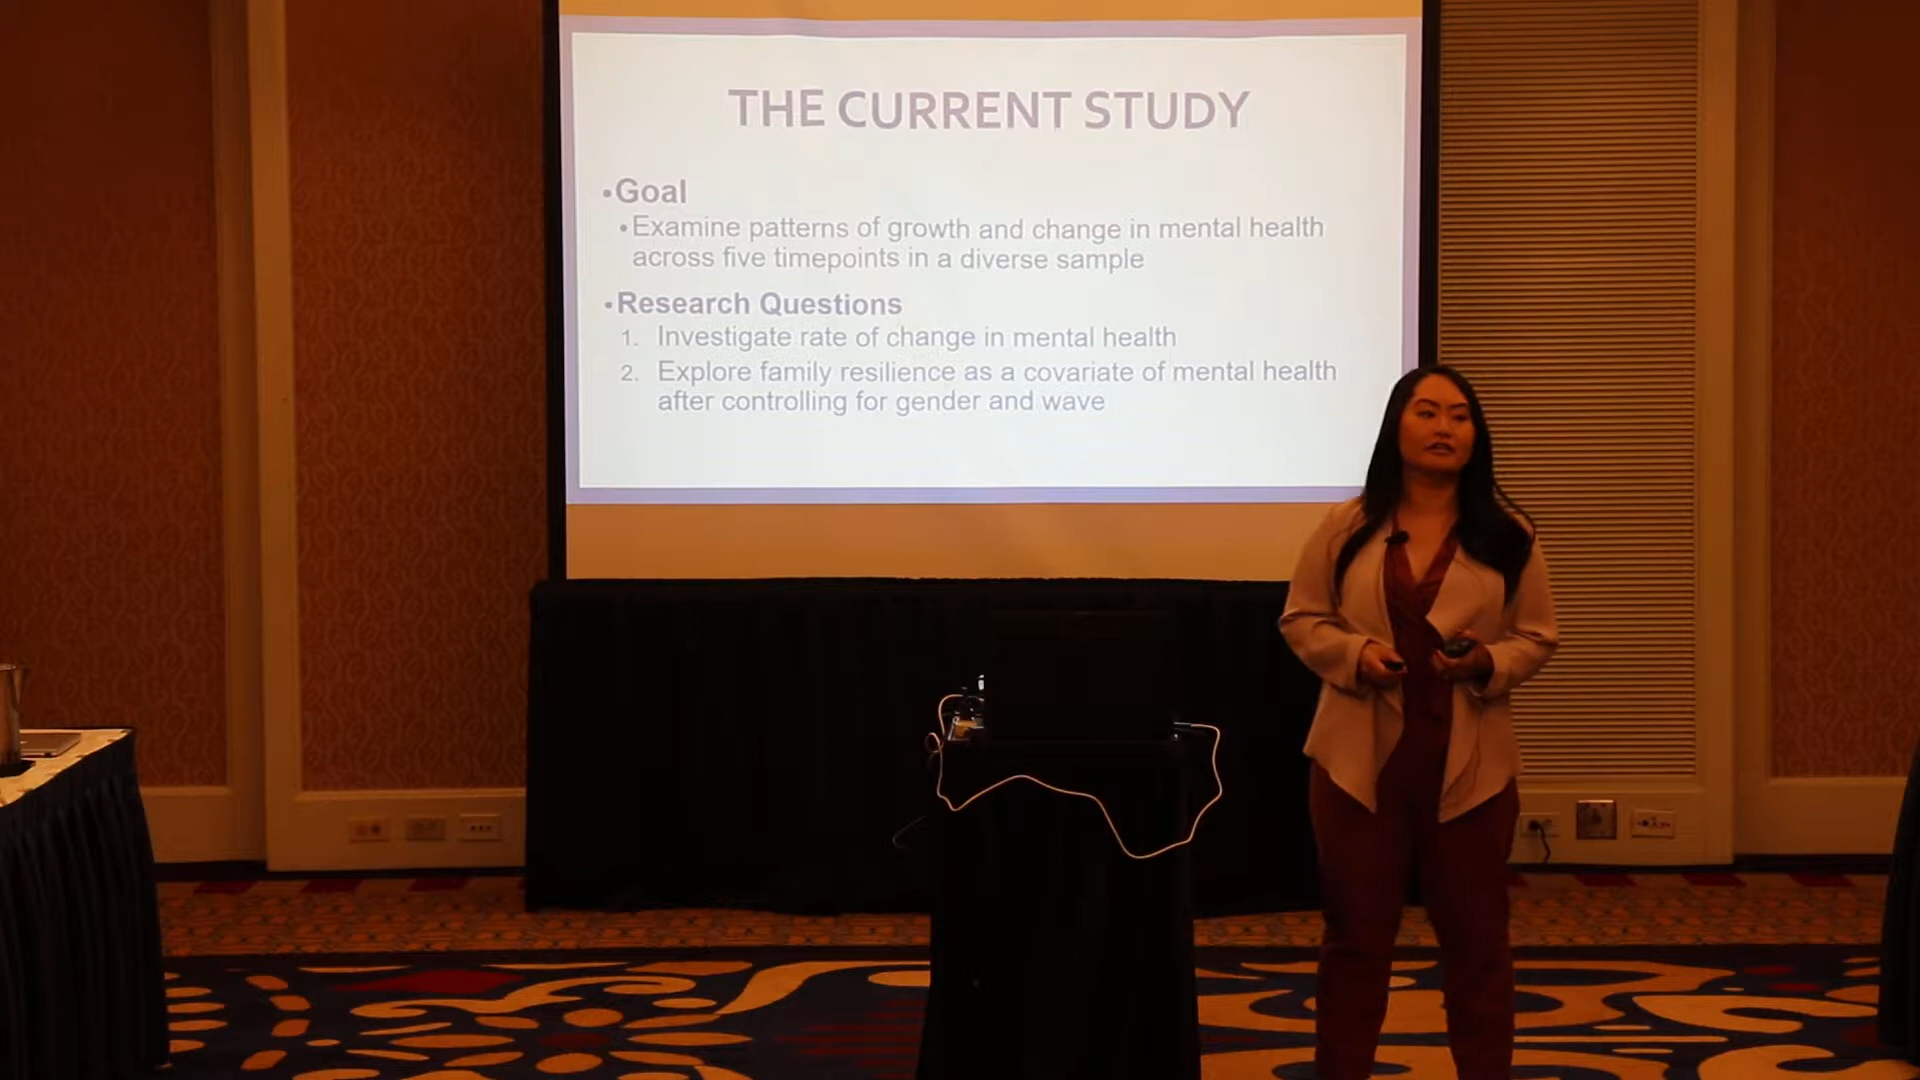 THE CURRENT STUDY
•Goal
•Examine patterns of growth and change in mental health
across five timepoints in a diverse sample
•Research Questions
1. Investigate rate of change in mental health
2. Explore family resilience as a covariate of mental health
after controlling for gender and wave